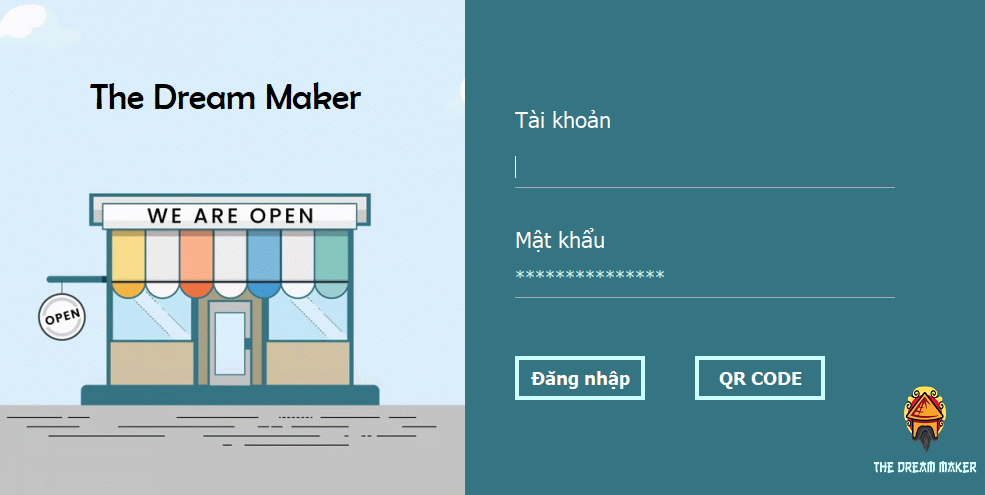 The Dream Maker
WE ARE OPEN
OPEN
Tài khoản
Mật khẩu
***************
Đăng nhập
QR CODE
THE DREAM MAKER